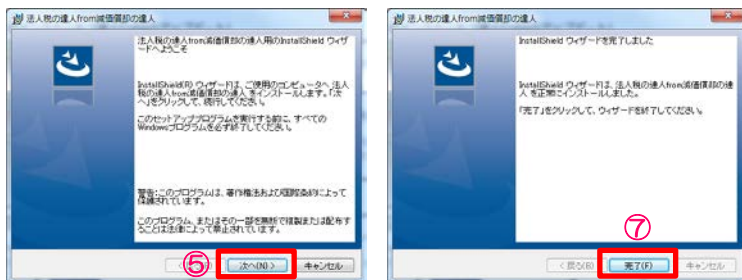 法人税の達人from減価償却の達人
法人税の達人from減価償却の達人用のInstallShield ウィザ
ードへようこそ
InstallShield(R) ウィザードは、ご使用のコンピュータへ 法人
税の達人from減価償却の達人 をインストールします。「次
へ」をクリックして、続行してください。
このセットアッププログラムを実行する前に、すべての
Windowsプログラムを必ず終了してください。
警告:このプログラムは、著作権法および国際条約によって
保護されています。
このプログラム、またはその一部を無断で複製または配布す
ることは法律によって禁止されています。
⑤
次へ(N) >
キャンセル
法人税の達人from減価償却の達人
InstallShield ウィザードを完了しました
InstallShield ウィザードは、法人税の達人from減価償却の達
人 を正常にインストールしました。
「完了」をクリックして、ウィザードを終了してください。
⑦
< 戻る(B)
完了(F)
キャンセル